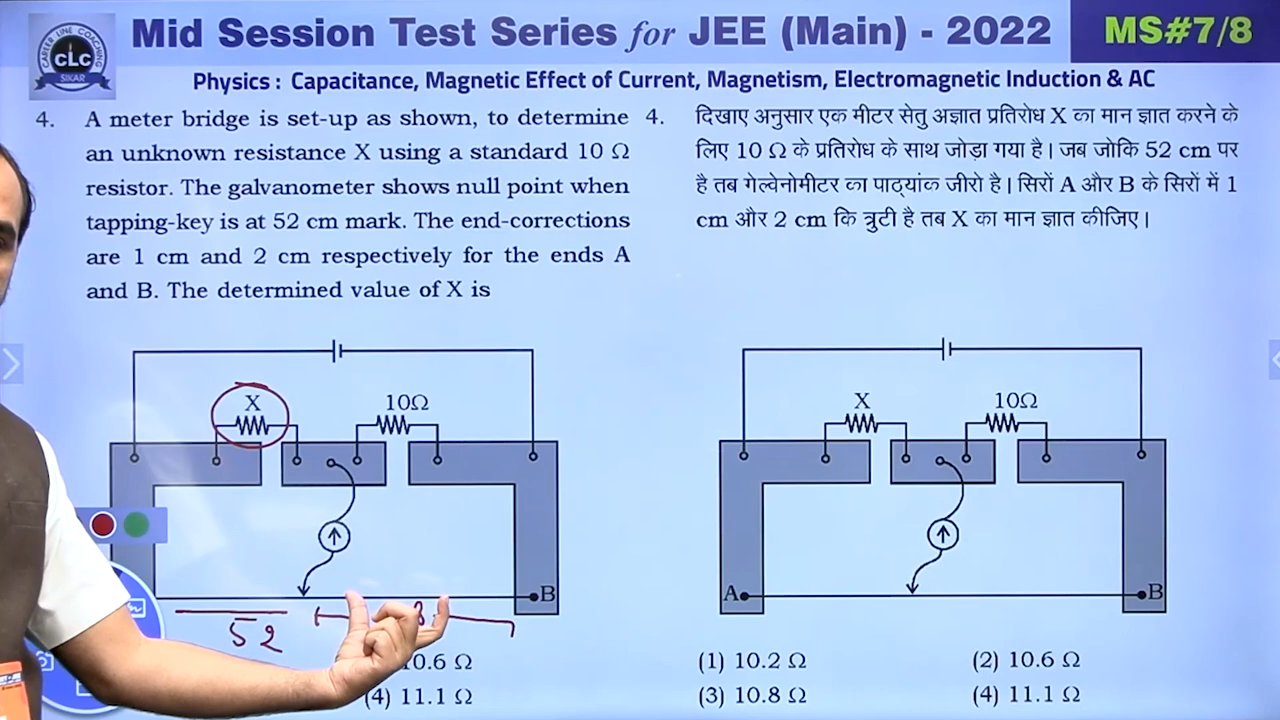 CAREER LINE COACHING
CLC
SIKAR
Mid Session Test Series for JEE (Main) - 2022
MS#7/8
Physics : Capacitance, Magnetic Effect of Current, Magnetism, Electromagnetic Induction & AC
4. A meter bridge is set-up as shown, to determine
an unknown resistance X using a standard 10 Ω
resistor. The galvanometer shows null point when
tapping-key is at 52 cm mark. The end-corrections
are 1 cm and 2 cm respectively for the ends A
and B. The determined value of X is
X
10Ω
B
52
10.6 Ω
(4) 11.1 Ω
4. दिखाए अनुसार एक मीटर सेतु अज्ञात प्रतिरोध X का मान ज्ञात करने के
लिए 10 Ω के प्रतिरोध के साथ जोड़ा गया है। जब जोकि 52 cm पर
है तब गेल्वेनोमीटर का पाठ्यांक जीरो है। सिरों A और B के सिरों में 1
cm और 2 cm कि त्रुटी है तब X का मान ज्ञात कीजिए।
X
10Ω
A
B
(1) 10.2 Ω
(2) 10.6 Ω
(3) 10.8 Ω
(4) 11.1 Ω